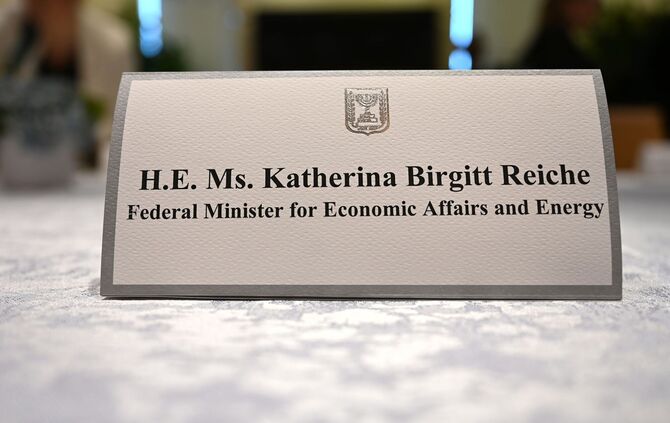 H.E. Ms. Katherina Birgitt Reiche
Federal Minister for Economic Affairs and Energy